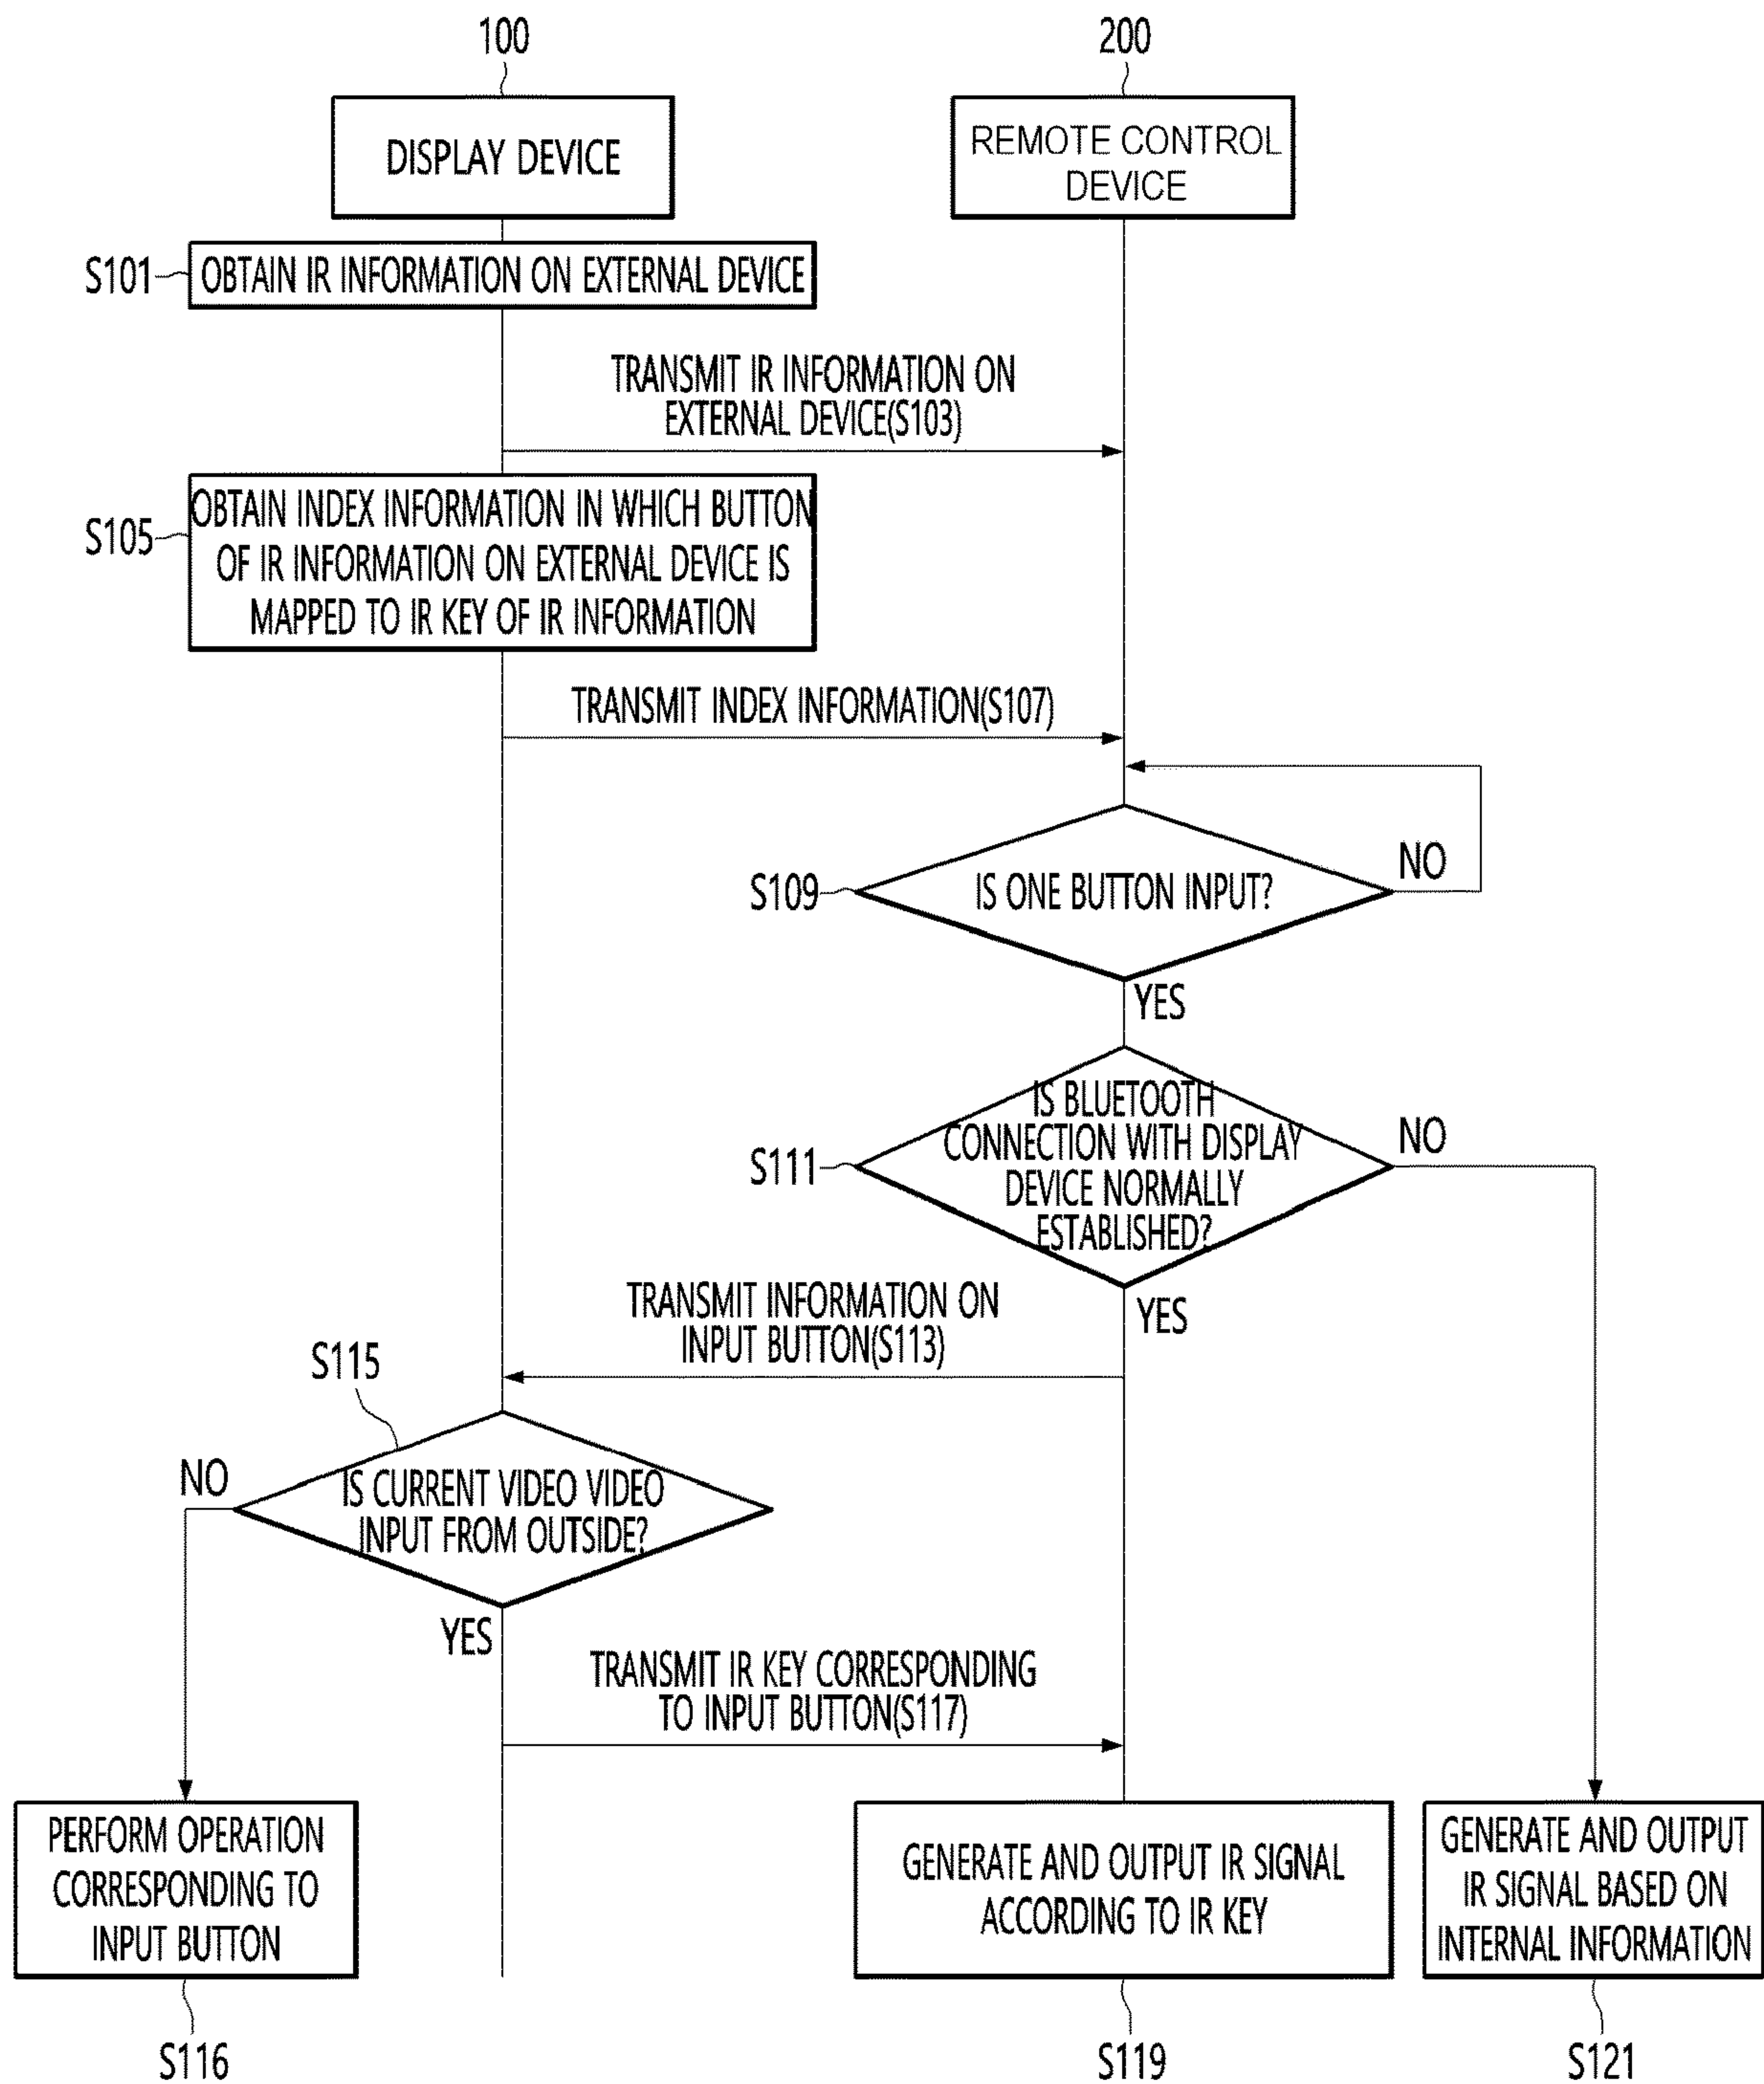 100
200
DISPLAY DEVICE
REMOTE CONTROL
DEVICE
S101
OBTAIN IR INFORMATION ON EXTERNAL DEVICE
TRANSMIT IR INFORMATION ON
EXTERNAL DEVICE(S103)
S105
OBTAIN INDEX INFORMATION IN WHICH BUTTON
OF IR INFORMATION ON EXTERNAL DEVICE IS
MAPPED TO IR KEY OF IR INFORMATION
TRANSMIT INDEX INFORMATION(S107)
S109
IS ONE BUTTON INPUT?
NO
YES
S111
IS BLUETOOTH
CONNECTION WITH DISPLAY
DEVICE NORMALLY
ESTABLISHED?
NO
YES
TRANSMIT INFORMATION ON
INPUT BUTTON(S113)
S115
NO
IS CURRENT VIDEO VIDEO
INPUT FROM OUTSIDE?
YES
TRANSMIT IR KEY CORRESPONDING
TO INPUT BUTTON(S117)
PERFORM OPERATION
CORRESPONDING TO
INPUT BUTTON
GENERATE AND OUTPUT IR SIGNAL
ACCORDING TO IR KEY
GENERATE AND OUTPUT
IR SIGNAL BASED ON
INTERNAL INFORMATION
S116
S119
S121